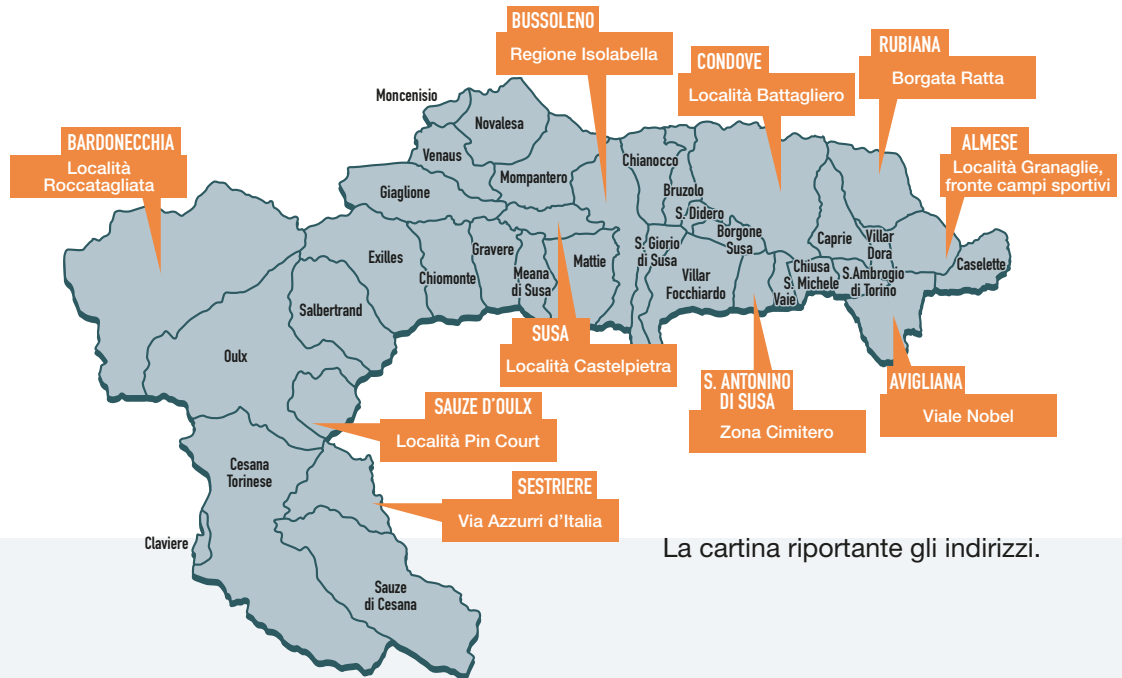 BUSSOLENO
Regione Isolabella
CONDOVE
Località Battagliero
RUBIANA
Borgata Ratta
BARDONECCHIA
Località
Roccatagliata
ALMESE
Località Granaglie,
fronte campi sportivi
Moncenisio
Novalesa
Venaus
Mompantero
Giaglione
Chianocco
Bruzolo
S. Didero
Borgone
Susa
Caprie
Villar
Dora
Caselette
Exilles
Chiomonte
Gravere
Meana
di Susa
Mattie
S. Giorio
di Susa
Villar
Focchiardo
S.
Vaie
Chiusa
Michele
S.Ambrogio
di Torino
Salbertrand
Oulx
SUSA
Località Castelpietra
S. ANTONINO
DI SUSA
Zona Cimitero
AVIGLIANA
Viale Nobel
SAUZE D'OULX
Località Pin Court
Cesana
Torinese
SESTRIERE
Via Azzurri d'Italia
Claviere
Sauze
di Cesana
La cartina riportante gli indirizzi.